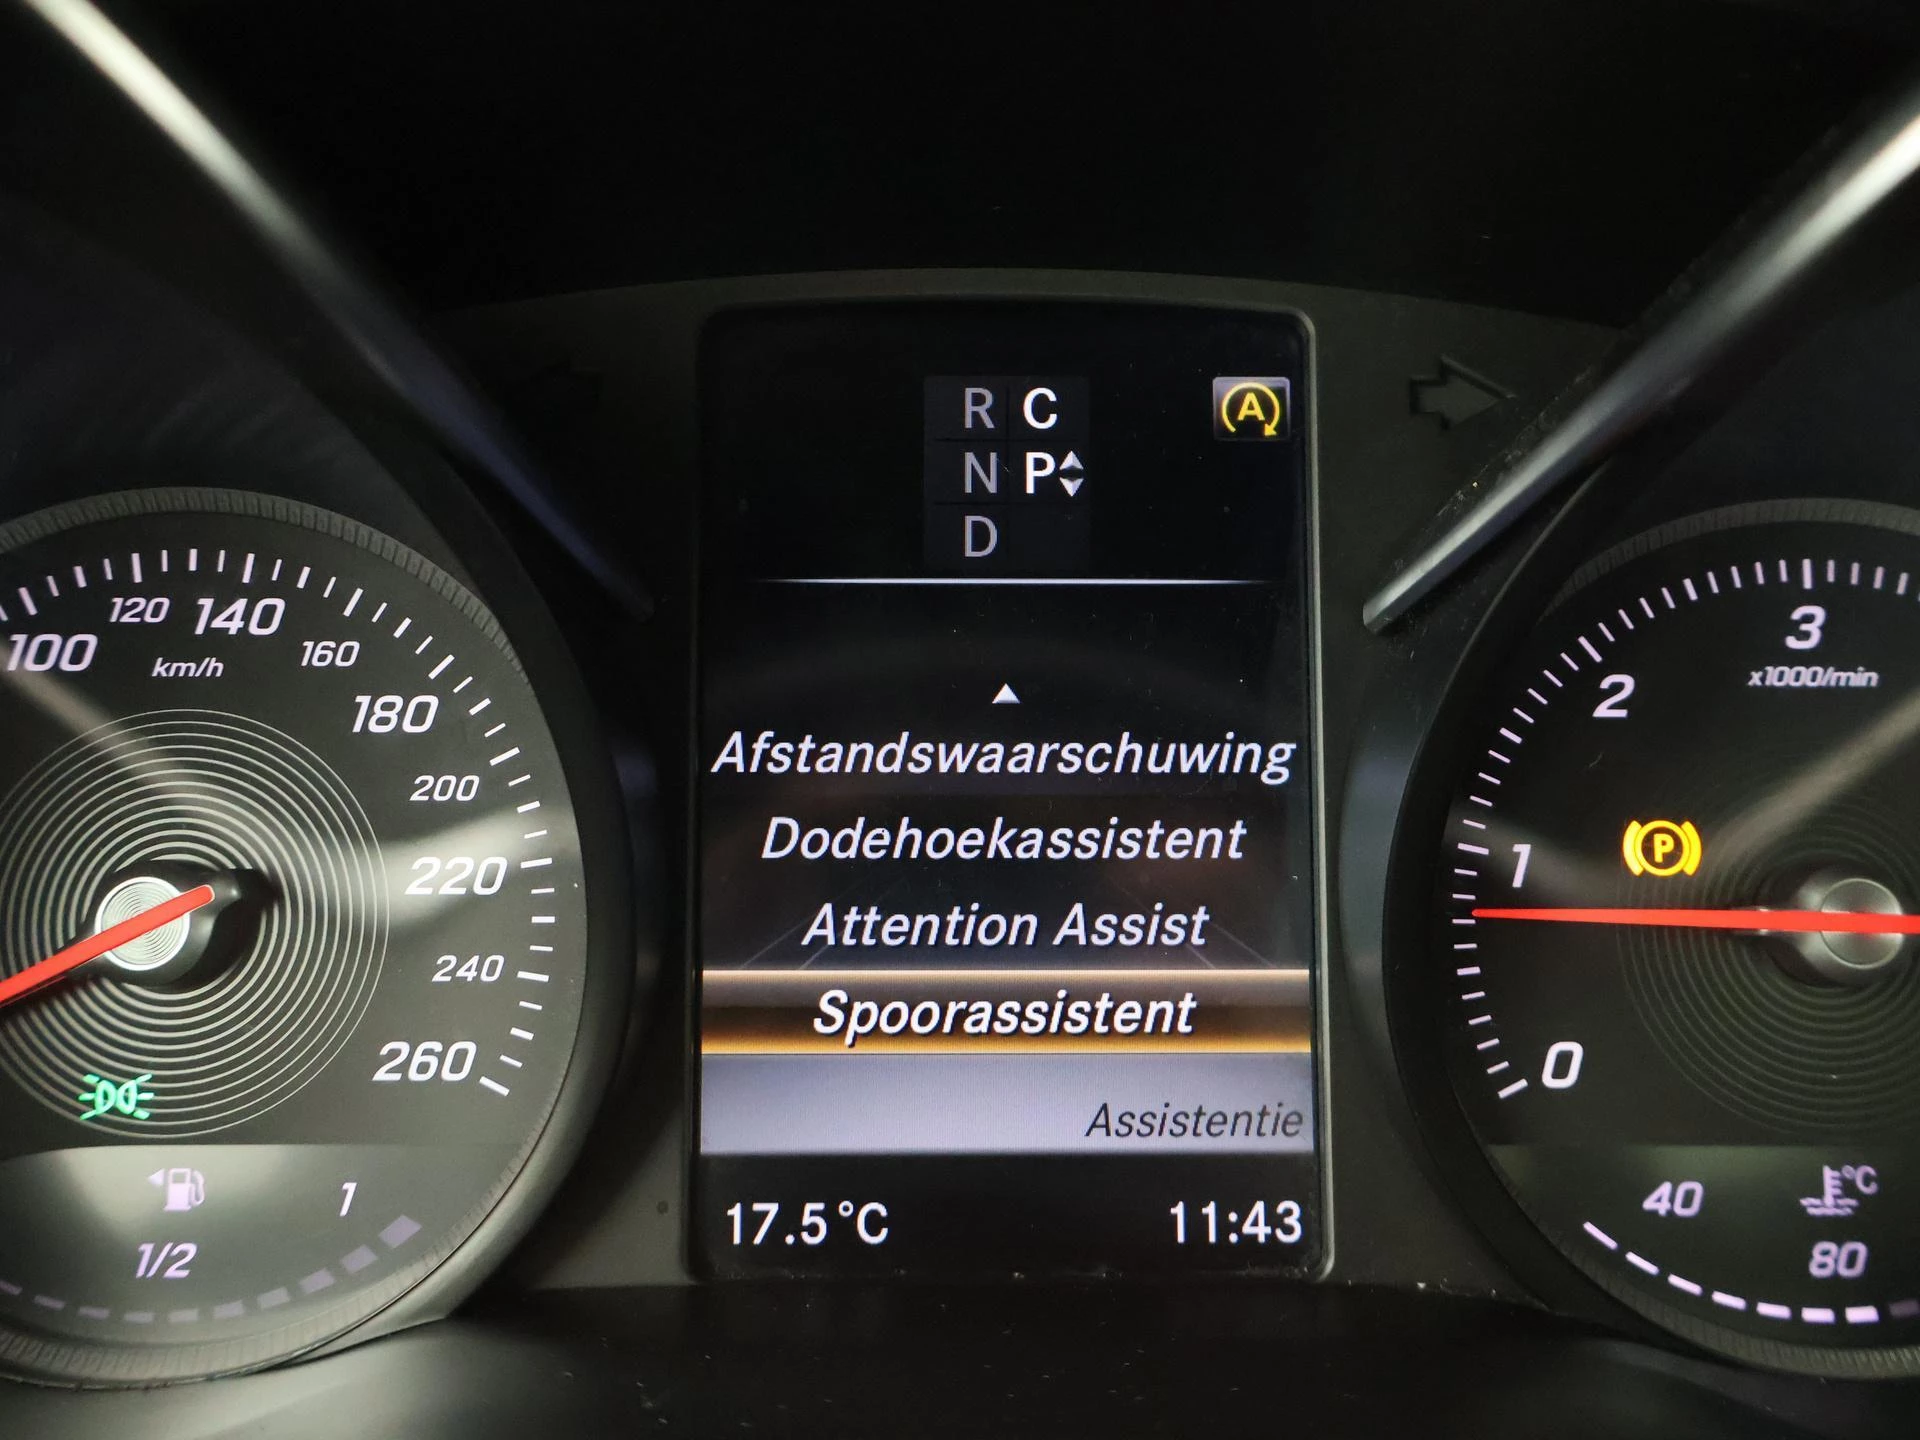 R C
A
N P
D
100
120
140
160
180
200
220
240
260
km/h
Afstandswaarschuwing
Dodehoekassistent
Attention Assist
Spoorassistent
Assistentie
17.5°C 11:43
3
x1000/min
2
1
0
P
1
1/2
40
°C
80